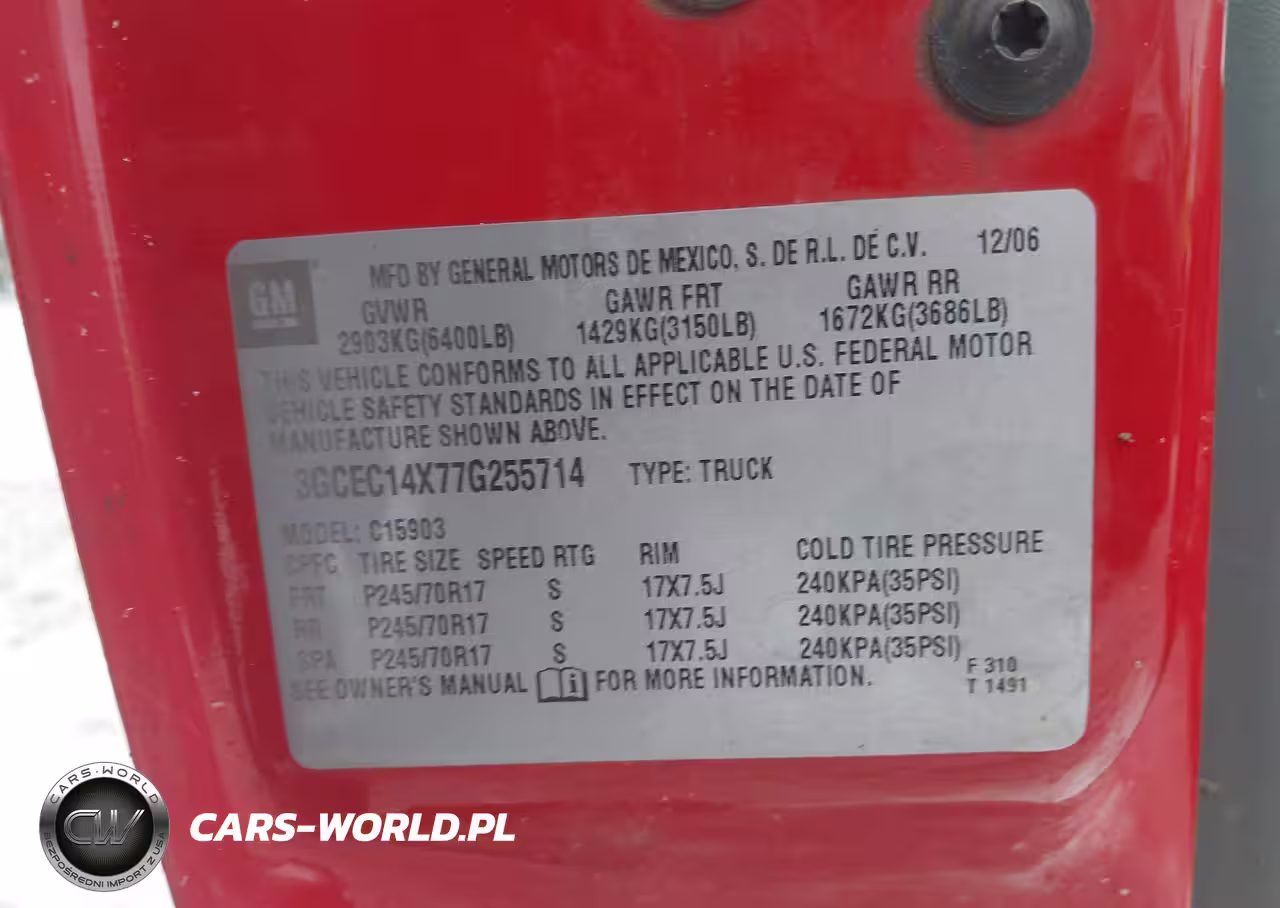 GM
MFD BY GENERAL MOTORS DE MEXICO, S. DE R.L. DE C.V. 12/06
GVWR GAWR FRT GAWR RR
2903KG(6400LB) 1429KG(3150LB) 1672KG(3686LB)
THIS VEHICLE CONFORMS TO ALL APPLICABLE U.S. FEDERAL MOTOR
VEHICLE SAFETY STANDARDS IN EFFECT ON THE DATE OF
MANUFACTURE SHOWN ABOVE.
3GCEC14X77G255714 TYPE: TRUCK
MODEL: C15903
TIRE SIZE SPEED RTG RIM COLD TIRE PRESSURE
FRT P245/70R17 S 17X7.5J 240KPA(35PSI)
RR P245/70R17 S 17X7.5J 240KPA(35PSI)
SPA P245/70R17 S 17X7.5J 240KPA(35PSI)
SEE OWNER'S MANUAL i FOR MORE INFORMATION.
F 310
T 1491
CARS-WORLD
CW
BEZPOŚREDNI IMPORT Z USA
CARS-WORLD.PL